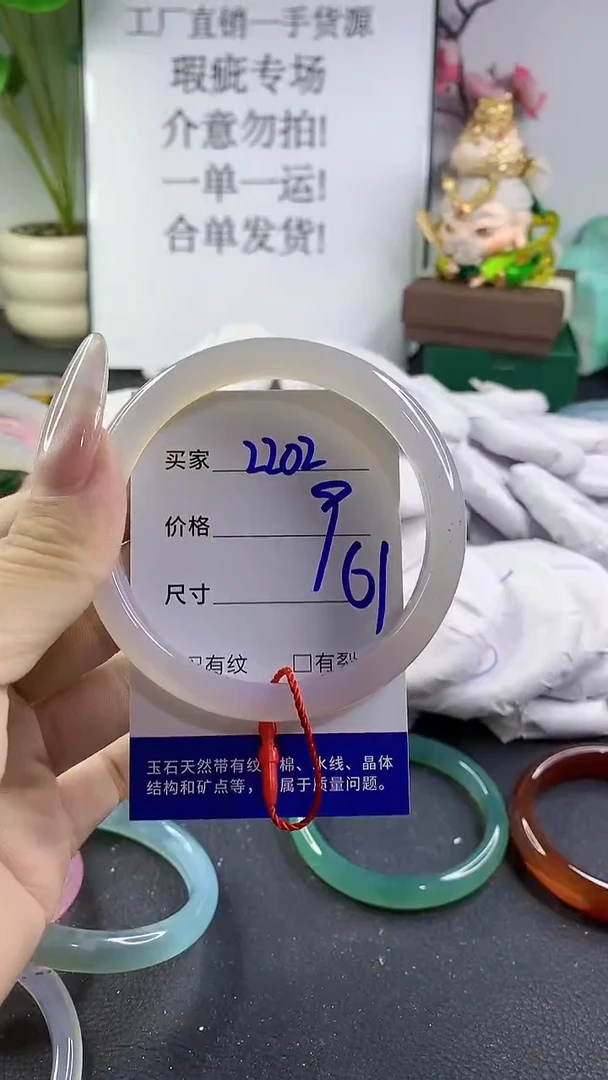 工厂直销一手货源
瑕疵专场
介意勿拍!
一单一运!
合单发货!
买家 2202
价格 9
尺寸 61
有纹 □有裂
玉石天然带有纹 棉、水线、晶体
结构和矿点等， 属于质量问题。